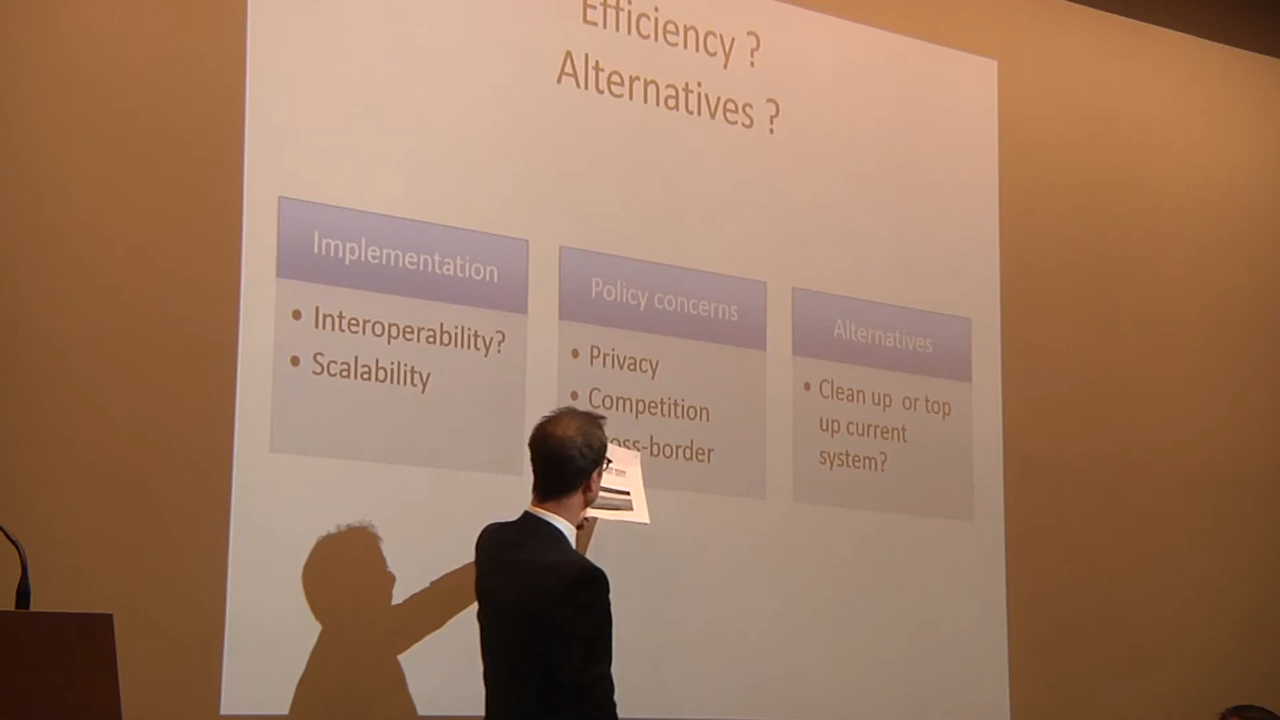 Efficiency ?
Alternatives ?
Implementation
• Interoperability?
• Scalability
Policy concerns
• Privacy
• Competition
oss-border
Alternatives
• Clean up or top
up current
system?